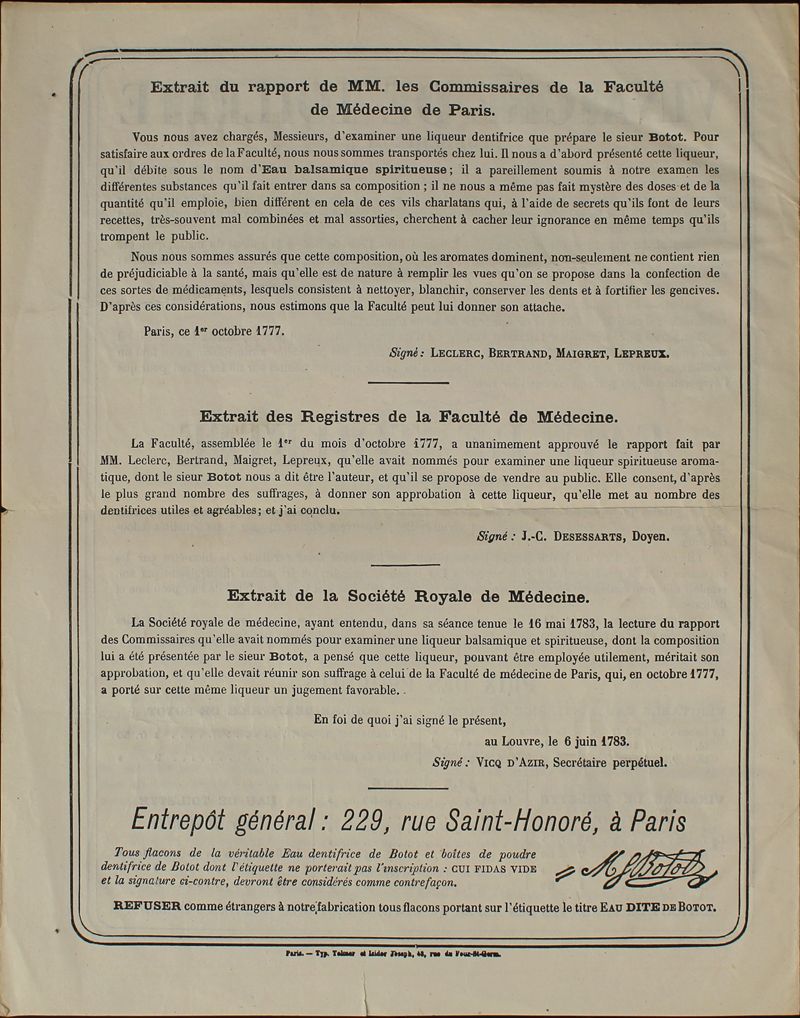 Extrait du rapport de MM. les Commissaires de la Faculté
de Médecine de Paris.
Vous nous avez chargés, Messieurs, d'examiner une liqueur dentifrice que prépare le sieur Botot. Pour
satisfaire aux ordres de la Faculté, nous nous sommes transportés chez lui. Il nous a d'abord présenté cette liqueur,
qu'il débite sous le nom d'Eau balsamique spiritueuse; il a pareillement soumis à notre examen les
différentes substances qu'il fait entrer dans sa composition; il ne nous a même pas fait mystère des doses et de la
quantité qu'il emploie, bien différent en cela de ces vils charlatans qui, à l'aide de secrets qu'ils font de leurs
recettes, très-souvent mal combinées et mal assorties, cherchent à cacher leur ignorance en même temps qu'ils
trompent le public.
Nous nous sommes assurés que cette composition, où les aromates dominent, non-seulement ne contient rien
de préjudiciable à la santé, mais qu'elle est de nature à remplir les vues qu'on se propose dans la confection de
ces sortes de médicaments, lesquels consistent à nettoyer, blanchir, conserver les dents et à fortifier les gencives.
D'après ces considérations, nous estimons que la Faculté peut lui donner son attache.
Paris, ce 1er octobre 1777.
Signé: Leclerc, Bertrand, Maigret, Lepreux.
Extrait des Registres de la Faculté de Médecine.
La Faculté, assemblée le 1er du mois d'octobre 1777, a unanimement approuvé le rapport fait par
MM. Leclerc, Bertrand, Maigret, Lepreux, qu'elle avait nommés pour examiner une liqueur spiritueuse aroma-
tique, dont le sieur Botot nous a dit être l'auteur, et qu'il se propose de vendre au public. Elle consent, d'après
le plus grand nombre des suffrages, à donner son approbation à cette liqueur, qu'elle met au nombre des
dentifrices utiles et agréables; et j'ai conclu.
Signé: J.-C. Desessarts, Doyen.
Extrait de la Société Royale de Médecine.
La Société royale de médecine, ayant entendu, dans sa séance tenue le 16 mai 1783, la lecture du rapport
des Commissaires qu'elle avait nommés pour examiner une liqueur balsamique et spiritueuse, dont la composition
lui a été présentée par le sieur Botot, a pensé que cette liqueur, pouvant être employée utilement, méritait son
approbation, et qu'elle devait réunir son suffrage à celui de la Faculté de médecine de Paris, qui, en octobre 1777,
a porté sur cette même liqueur un jugement favorable.
En foi de quoi j'ai signé le présent,
au Louvre, le 6 juin 1783.
Signé: Vicq d'Azir, Secrétaire perpétuel.
Entrepôt général: 229, rue Saint-Honoré, à Paris
Tous flacons de la véritable Eau dentifrice de Botot et boîtes de poudre
dentifrice de Botot dont l'étiquette ne porterait pas l'inscription: CUI FIDAS VIDE
et la signature ci-contre, devront être considérés comme contrefaçon.
Botot
REFUSER comme étrangers à notre fabrication tous flacons portant sur l'étiquette le titre Eau DITE DE Botot.
Paris. — Typ. Tolmer et Isidor Joseph, 43, rue du Four-St-Germ.